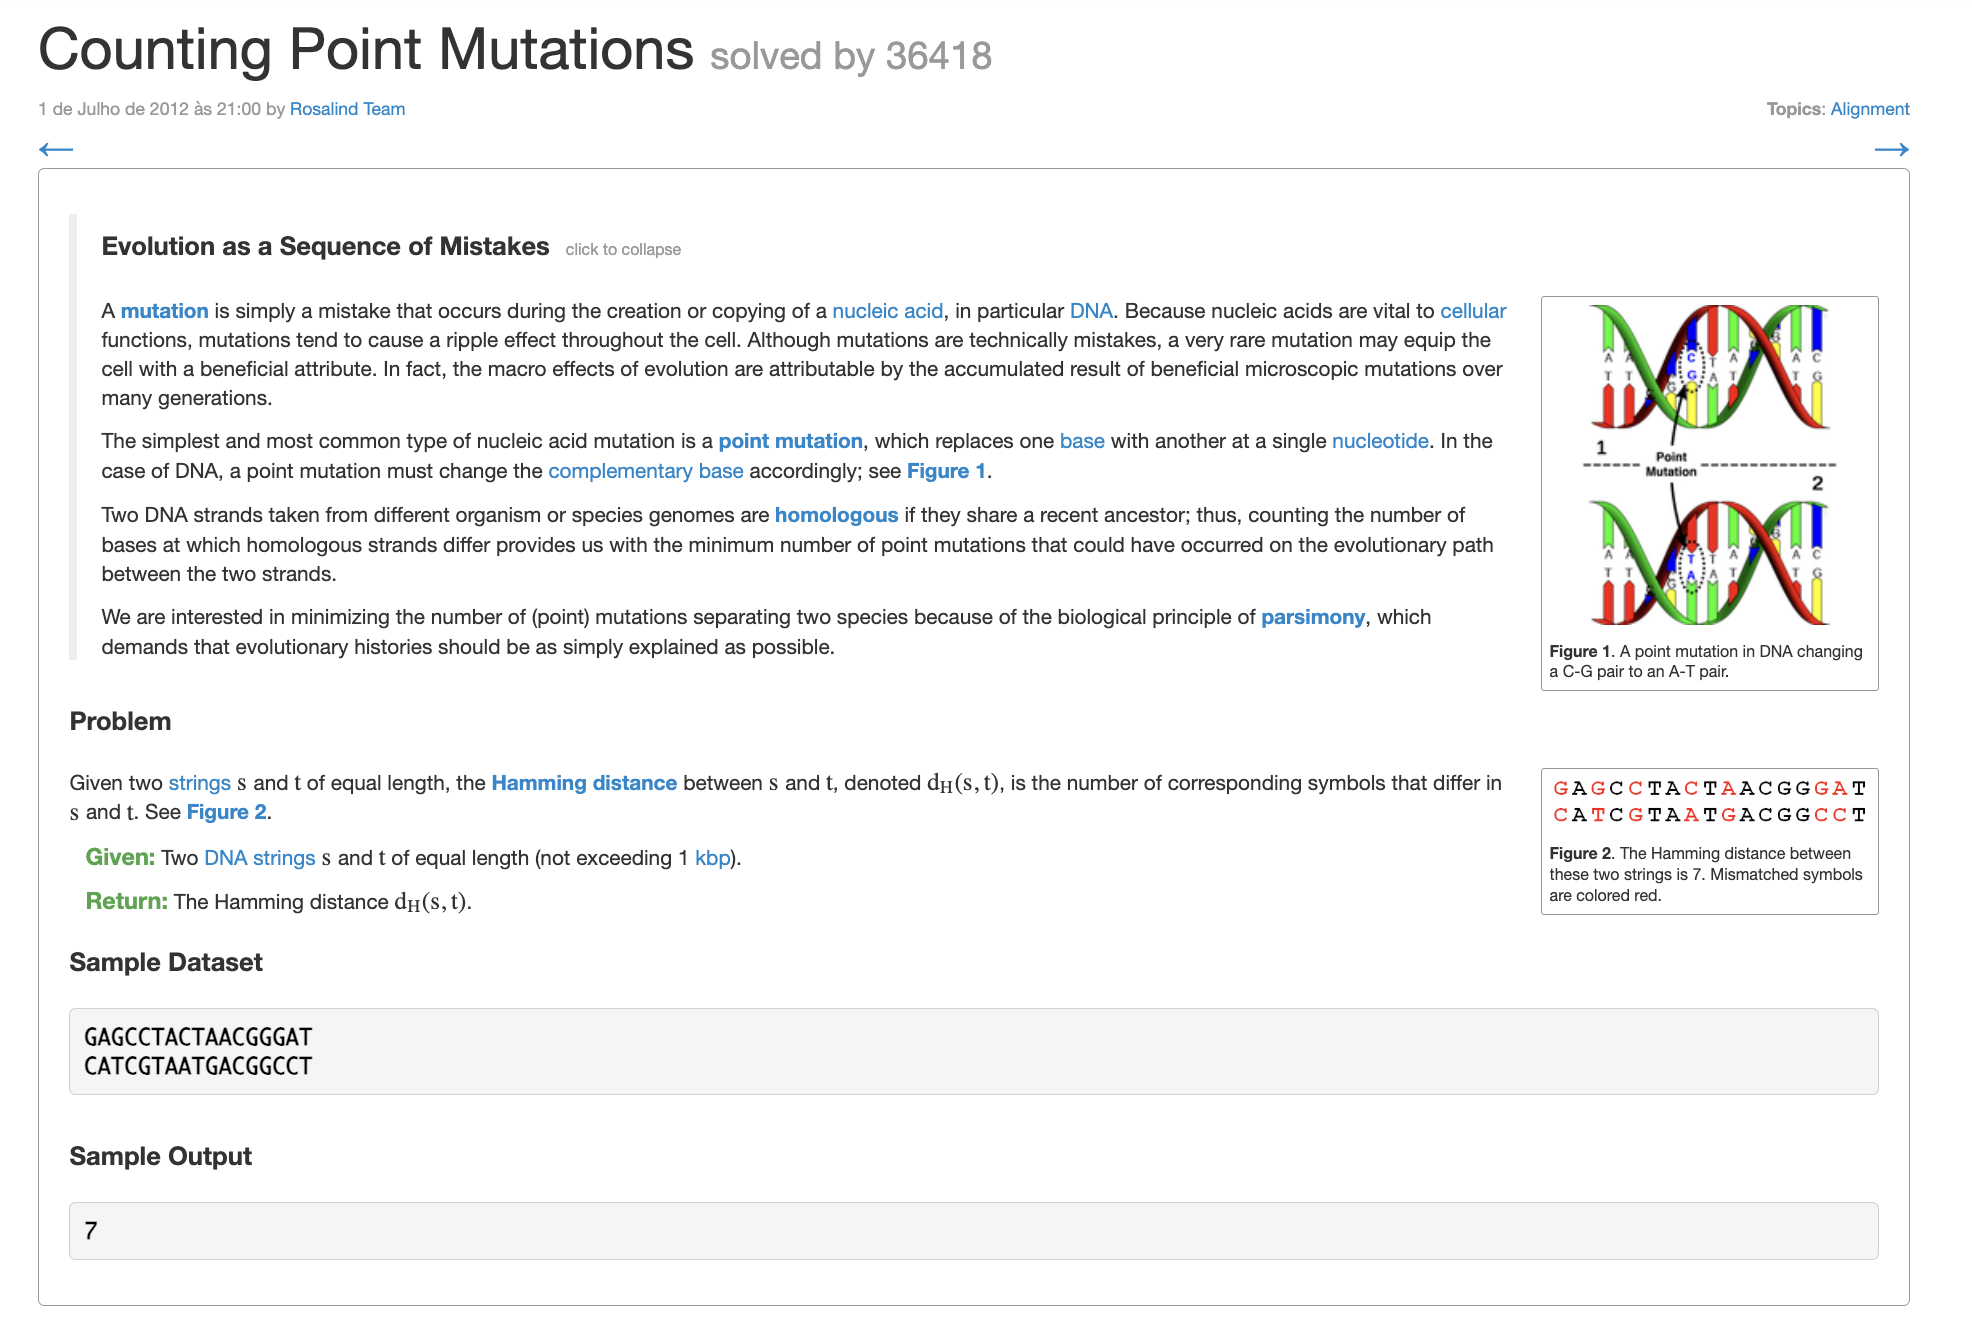 Counting Point Mutations solved by 36418
1 de Julho de 2012 às 21:00 by Rosalind Team
Topics: Alignment
←
→
Evolution as a Sequence of Mistakes click to collapse
A mutation is simply a mistake that occurs during the creation or copying of a nucleic acid, in particular DNA. Because nucleic acids are vital to cellular
functions, mutations tend to cause a ripple effect throughout the cell. Although mutations are technically mistakes, a very rare mutation may equip the
cell with a beneficial attribute. In fact, the macro effects of evolution are attributable by the accumulated result of beneficial microscopic mutations over
many generations.
The simplest and most common type of nucleic acid mutation is a point mutation, which replaces one base with another at a single nucleotide. In the
case of DNA, a point mutation must change the complementary base accordingly; see Figure 1.
Two DNA strands taken from different organism or species genomes are homologous if they share a recent ancestor; thus, counting the number of
bases at which homologous strands differ provides us with the minimum number of point mutations that could have occurred on the evolutionary path
between the two strands.
We are interested in minimizing the number of (point) mutations separating two species because of the biological principle of parsimony, which
demands that evolutionary histories should be as simply explained as possible.
1
Point
Mutation
2
Figure 1. A point mutation in DNA changing
a C-G pair to an A-T pair.
Problem
Given two strings s and t of equal length, the Hamming distance between s and t, denoted dH(s, t), is the number of corresponding symbols that differ in
s and t. See Figure 2.
Given: Two DNA strings s and t of equal length (not exceeding 1 kbp).
Return: The Hamming distance dH(s, t).
GAGCCTACTAACGGGAT
CATCGTAATGACGGCCT
Figure 2. The Hamming distance between
these two strings is 7. Mismatched symbols
are colored red.
Sample Dataset
GAGCCTACTAACGGGAT
CATCGTAATGACGGCCT
Sample Output
7